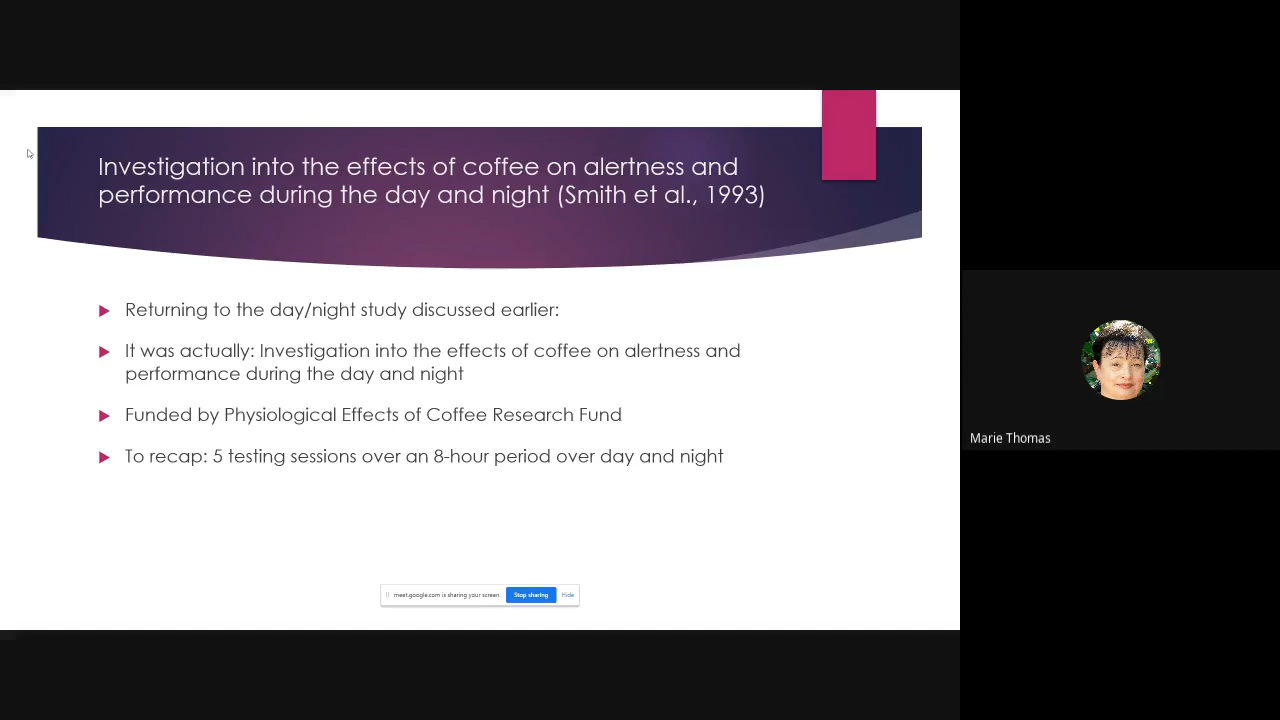 Investigation into the effects of coffee on alertness and
performance during the day and night (Smith et al., 1993)
Returning to the day/night study discussed earlier:
It was actually: Investigation into the effects of coffee on alertness and
performance during the day and night
Funded by Physiological Effects of Coffee Research Fund
To recap: 5 testing sessions over an 8-hour period over day and night
meet.google.com is sharing your screen. Stop sharing Hide
Marie Thomas